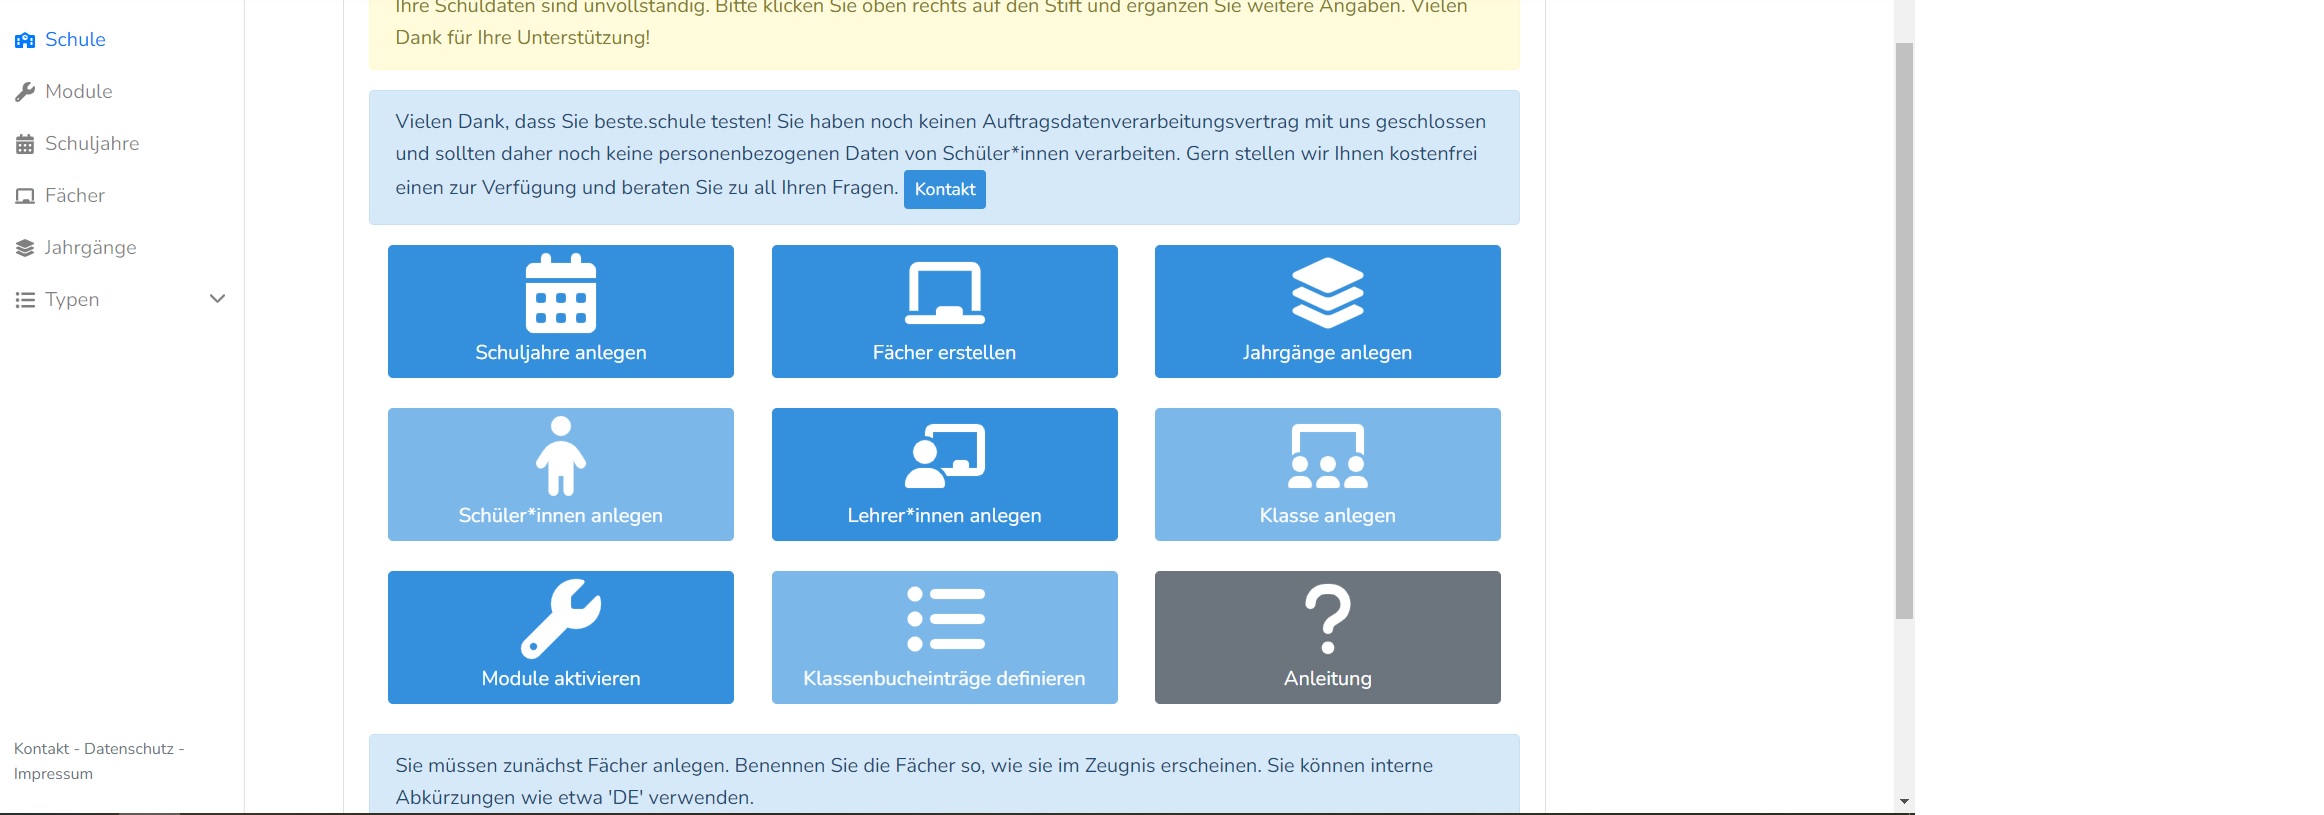 Schule
Module
Schuljahre
Fächer
Jahrgänge
Typen
Kontakt - Datenschutz -
Impressum
Ihre Schuldaten sind unvollständig. Bitte klicken Sie oben rechts auf den Stift und ergänzen Sie weitere Angaben. Vielen
Dank für Ihre Unterstützung!
Vielen Dank, dass Sie beste.schule testen! Sie haben noch keinen Auftragsdatenverarbeitungsvertrag mit uns geschlossen
und sollten daher noch keine personenbezogenen Daten von Schüler*innen verarbeiten. Gern stellen wir Ihnen kostenfrei
einen zur Verfügung und beraten Sie zu all Ihren Fragen. Kontakt
Schuljahre anlegen
Fächer erstellen
Jahrgänge anlegen
Schüler*innen anlegen
Lehrer*innen anlegen
Klasse anlegen
Module aktivieren
Klassenbucheinträge definieren
Anleitung
Sie müssen zunächst Fächer anlegen. Benennen Sie die Fächer so, wie sie im Zeugnis erscheinen. Sie können interne
Abkürzungen wie etwa 'DE' verwenden.